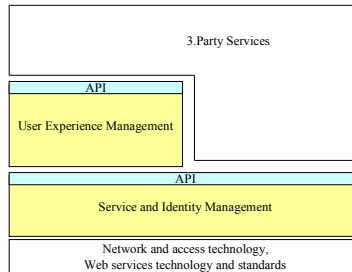 3.Party Services
API
User Experience Management
API
Service and Identity Management
Network and access technology,
Web services technology and standards